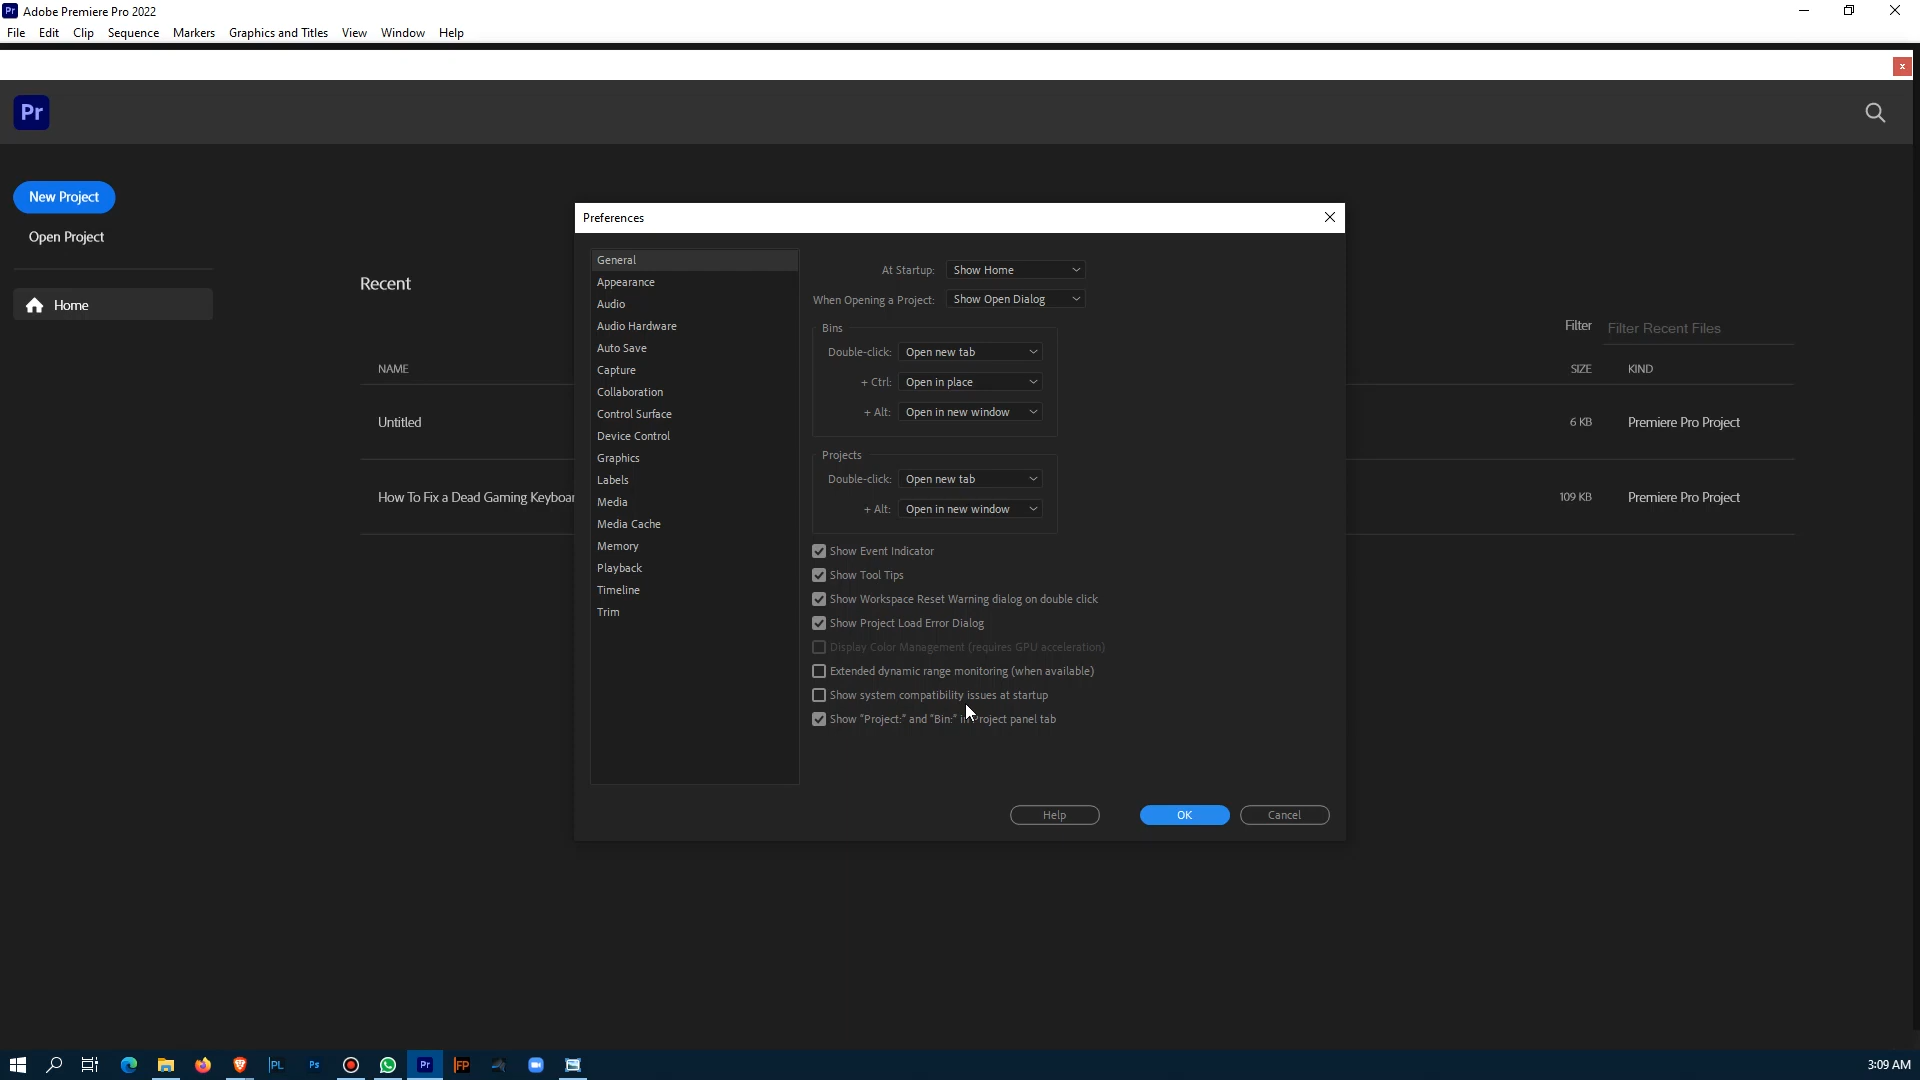 Pr Adobe Premiere Pro 2022
File Edit Clip Sequence Markers Graphics and Titles View Window Help
x
Pr
New Project
Open Project
Home
Recent
Filter Filter Recent Files
NAME SIZE KIND
Untitled 6 KB Premiere Pro Project
How To Fix a Dead Gaming Keyboar 109 KB Premiere Pro Project
Preferences
General
Appearance
Audio
Audio Hardware
Auto Save
Capture
Collaboration
Control Surface
Device Control
Graphics
Labels
Media
Media Cache
Memory
Playback
Timeline
Trim
At Startup: Show Home
When Opening a Project: Show Open Dialog
Bins
Double-click: Open new tab
+ Ctrl: Open in place
+ Alt: Open in new window
Projects
Double-click: Open new tab
+ Alt: Open in new window
Show Event Indicator
Show Tool Tips
Show Workspace Reset Warning dialog on double click
Show Project Load Error Dialog
Display Color Management (requires GPU acceleration)
Extended dynamic range monitoring (when available)
Show system compatibility issues at startup
Show "Project:" and "Bin:" in Project panel tab
Help OK Cancel
PL Ps Pr FP 3:09 AM